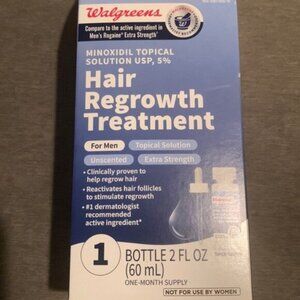 Walgreens
Compare to the active ingredient in
Men's Rogaine® Extra Strength†
MINOXIDIL TOPICAL
SOLUTION USP, 5%
Hair
Regrowth
Treatment
For Men
Topical Solution
Unscented
Extra Strength
• Clinically proven to
help regrow hair
• Reactivates hair follicles
to stimulate regrowth
• #1 dermatologist
recommended
active ingredient*
1
BOTTLE 2 FL OZ
(60 mL)
ONE-MONTH SUPPLY
NOT FOR USE BY WOMEN